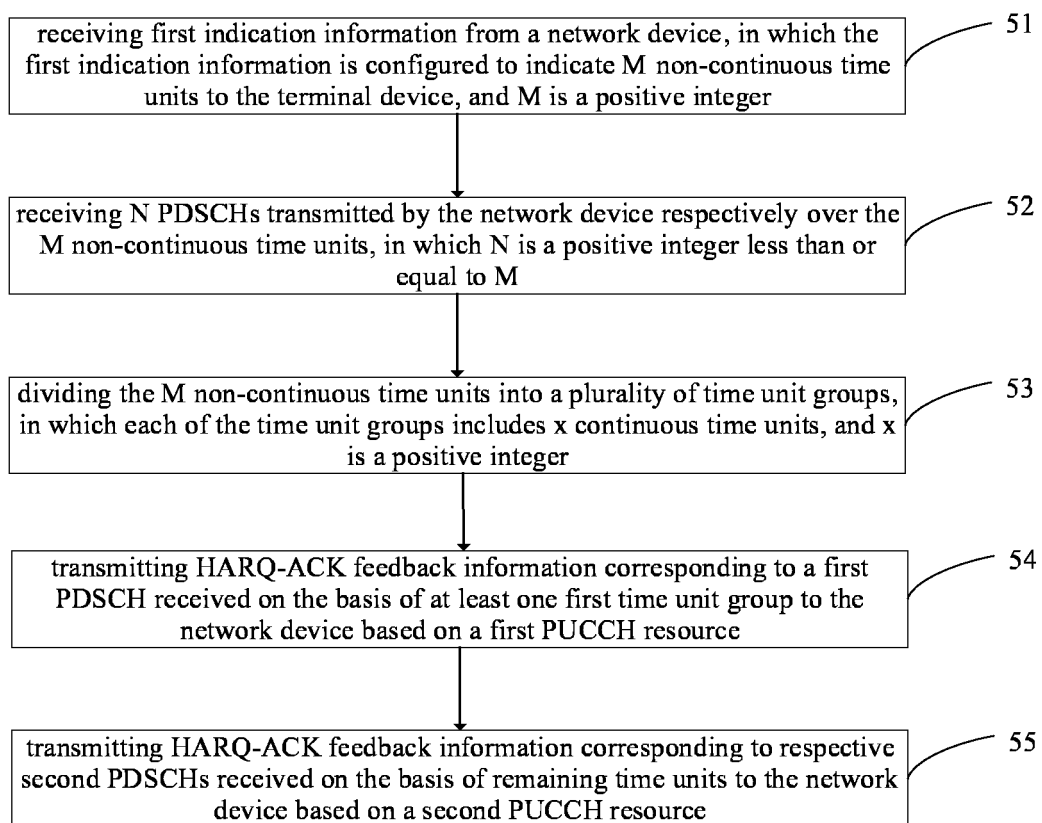 receiving first indication information from a network device, in which the
first indication information is configured to indicate M non-continuous time
units to the terminal device, and M is a positive integer
51
receiving N PDSCHs transmitted by the network device respectively over the
M non-continuous time units, in which N is a positive integer less than or
equal to M
52
dividing the M non-continuous time units into a plurality of time unit groups,
in which each of the time unit groups includes x continuous time units, and x
is a positive integer
53
transmitting HARQ-ACK feedback information corresponding to a first
PDSCH received on the basis of at least one first time unit group to the
network device based on a first PUCCH resource
54
transmitting HARQ-ACK feedback information corresponding to respective
second PDSCHs received on the basis of remaining time units to the network
device based on a second PUCCH resource
55